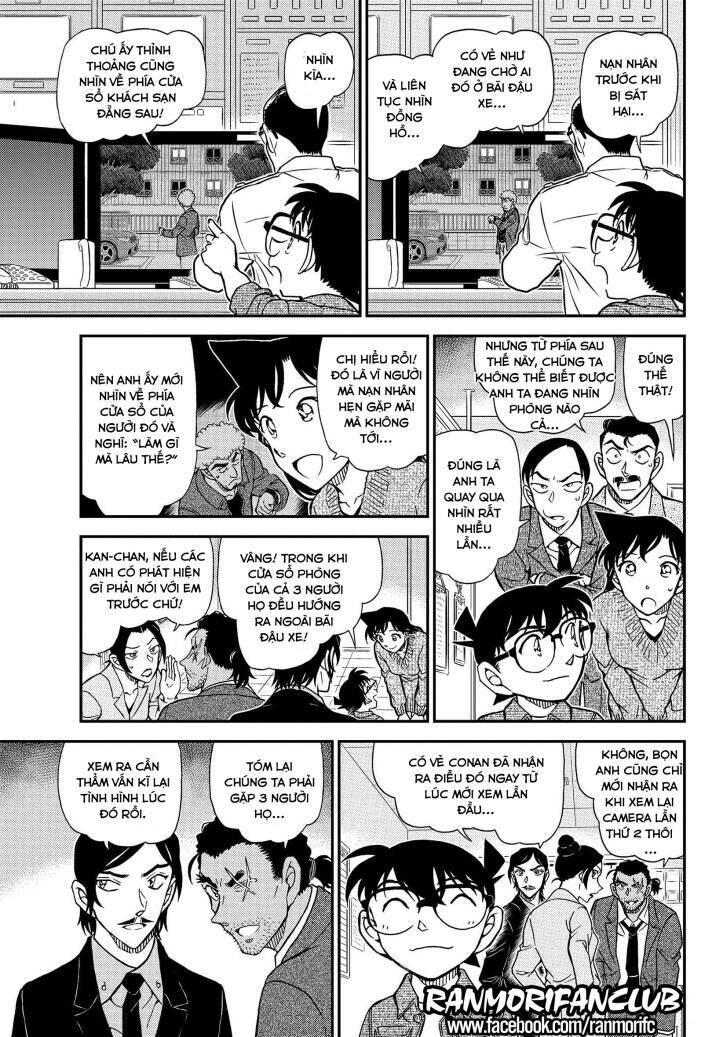 NẠN NHÂN
TRƯỚC KHI
BỊ SÁT
HẠI...
CÓ VẺ NHƯ
ĐANG CHỜ AI
ĐÓ Ở BÃI ĐẬU
XE...
VÀ LIÊN
TỤC NHÌN
ĐỒNG
HỒ...
NHÌN
KÌA...
CHÚ ẤY THỈNH
THOẢNG CŨNG
NHÌN VỀ PHÍA CỬA
SỔ KHÁCH SẠN
ĐẰNG SAU!
ĐÚNG
THẾ
THẬT!
NHƯNG TỪ PHÍA SAU
THẾ NÀY, CHÚNG TA
KHÔNG THỂ BIẾT ĐƯỢC
ANH TA ĐANG NHÌN
PHÒNG NÀO
CẢ...
ĐÚNG LÀ
ANH TA
QUAY QUA
NHÌN RẤT
NHIỀU
LẦN...
CHỊ HIỂU RỒI!
ĐÓ LÀ VÌ NGƯỜI
MÀ NẠN NHÂN
HẸN GẶP MÃI
MÀ KHÔNG
TỚI...
NÊN ANH ẤY MỚI
NHÌN VỀ PHÍA
CỬA SỔ CỦA
NGƯỜI ĐÓ VÀ
NGHĨ: "LÀM GÌ
MÀ LÂU THẾ?"
VÂNG! TRONG KHI
CỬA SỔ PHÒNG
CỦA CẢ 3 NGƯỜI
HỌ ĐỀU HƯỚNG
RA NGOÀI BÃI
ĐẬU XE!
KAN-CHAN, NẾU CÁC
ANH CÓ PHÁT HIỆN
GÌ PHẢI NÓI VỚI EM
TRƯỚC CHỨ!
KHÔNG, BỌN
ANH CŨNG CHỈ
MỚI NHẬN RA
KHI XEM LẠI
CAMERA LẦN
THỨ 2 THÔI
...
CÓ VẺ CONAN ĐÃ NHẬN
RA ĐIỀU ĐÓ NGAY TỪ
LÚC MỚI XEM LẦN
ĐẦU...
TÓM LẠI
CHÚNG TA PHẢI
GẶP 3 NGƯỜI
HỌ...
XEM RA CẦN
THẨM VẤN KĨ LẠI
TÌNH HÌNH LÚC
ĐÓ RỒI.
RANMORIFANCLUB
www.facebook.com/ranmorifc